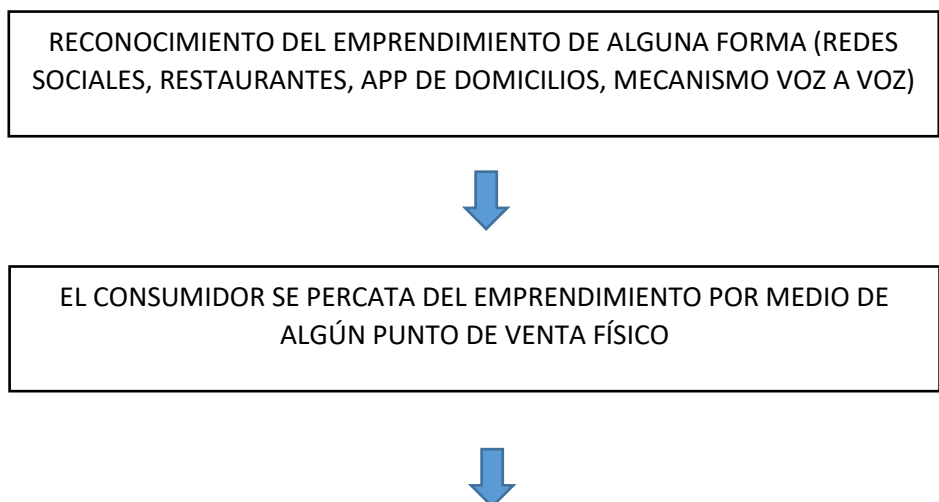 RECONOCIMIENTO DEL EMPRENDIMIENTO DE ALGUNA FORMA (REDES
SOCIALES, RESTAURANTES, APP DE DOMICILIOS, MECANISMO VOZ A VOZ)
EL CONSUMIDOR SE PERCATA DEL EMPRENDIMIENTO POR MEDIO DE
ALGÚN PUNTO DE VENTA FÍSICO